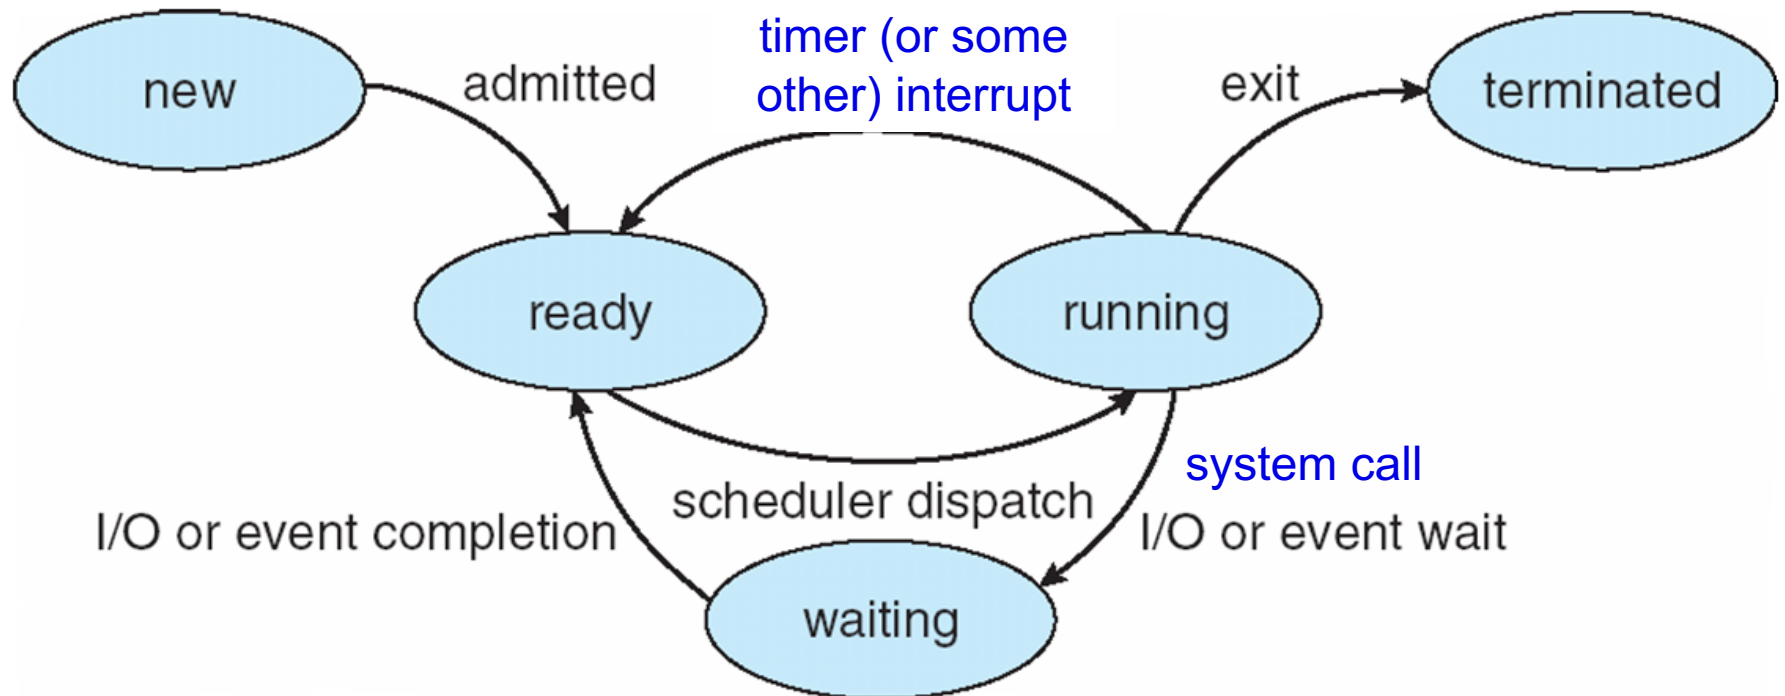 timer (or some
other) interrupt
new
admitted
exit
terminated
ready
running
system call
scheduler dispatch
I/O or event completion
I/O or event wait
waiting